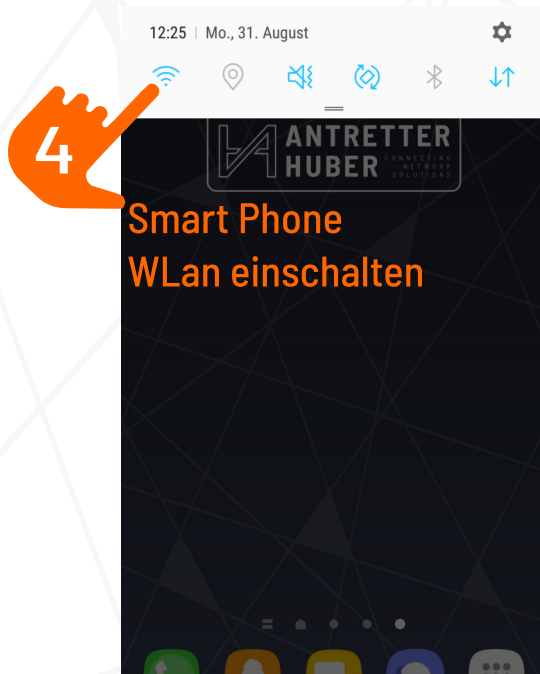 12:25 | Mo., 31. August
4
ANTRETTER
HUBER CONNECTING
NETWORK
SOLUTIONS
Smart Phone
WLan einschalten